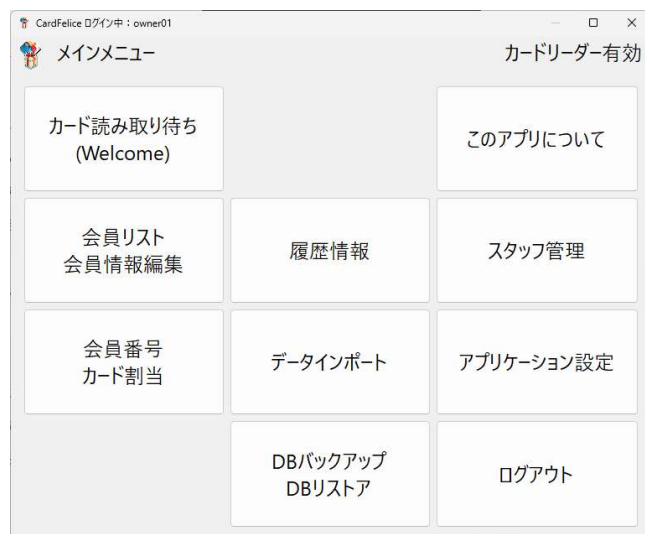 CardFelice ログイン中：owner01
メインメニュー
カードリーダー有効
カード読み取り待ち
(Welcome)
このアプリについて
会員リスト
会員情報編集
履歴情報
スタッフ管理
会員番号
カード割当
データインポート
アプリケーション設定
DBバックアップ
DBリストア
ログアウト